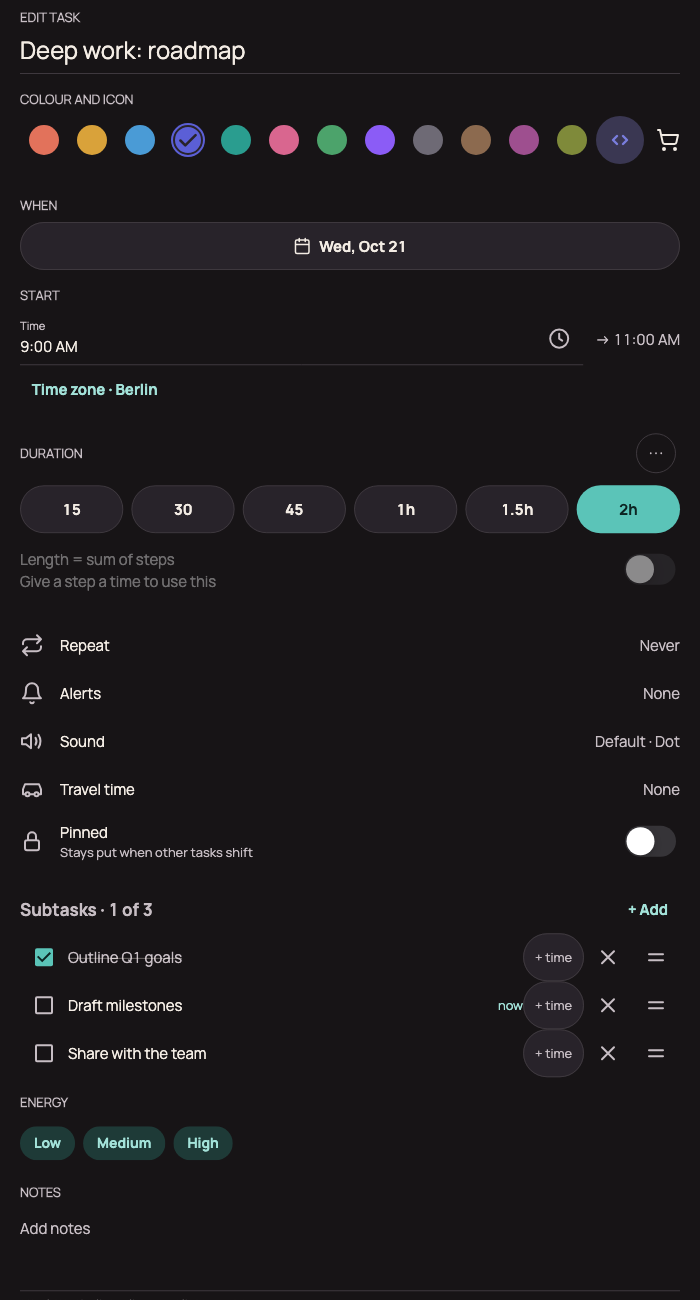 EDIT TASK
Deep work: roadmap
COLOUR AND ICON
WHEN
Wed, Oct 21
START
Time
9:00 AM
→ 11:00 AM
Time zone · Berlin
DURATION
15 30 45 1h 1.5h 2h
Length = sum of steps
Give a step a time to use this
Repeat Never
Alerts None
Sound Default · Dot
Travel time None
Pinned
Stays put when other tasks shift
Subtasks · 1 of 3 + Add
Outline Q1 goals + time
Draft milestones now + time
Share with the team + time
ENERGY
Low Medium High
NOTES
Add notes